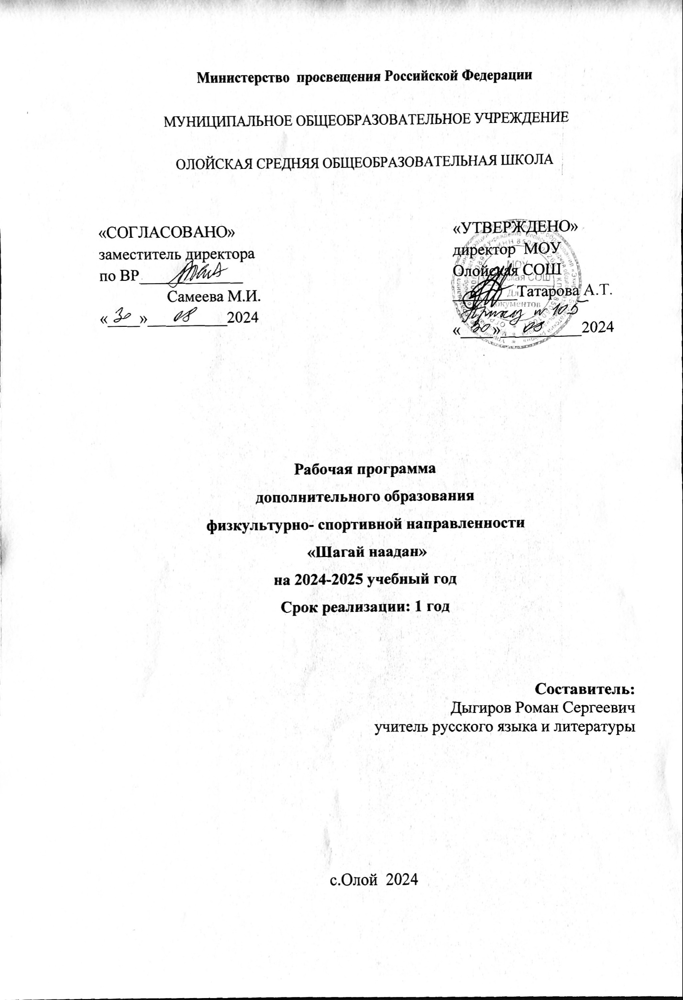 Министерство просвещения Российской Федерации
МУНИЦИПАЛЬНОЕ ОБЩЕОБРАЗОВАТЕЛЬНОЕ УЧРЕЖДЕНИЕ
ОЛОЙСКАЯ СРЕДНЯЯ ОБЩЕОБРАЗОВАТЕЛЬНАЯ ШКОЛА
«СОГЛАСОВАНО»
заместитель директора
по ВР
Самеева М.И.
«30» 08 2024
«УТВЕРЖДЕНО»
директор МОУ
Олойская СОШ
Татарова А.Т.
Приказ № 105
«30» 08 2024
Рабочая программа
дополнительного образования
физкультурно- спортивной направленности
«Шагай наадан»
на 2024-2025 учебный год
Срок реализации: 1 год
Составитель:
Дыгиров Роман Сергеевич
учитель русского языка и литературы
с.Олой 2024